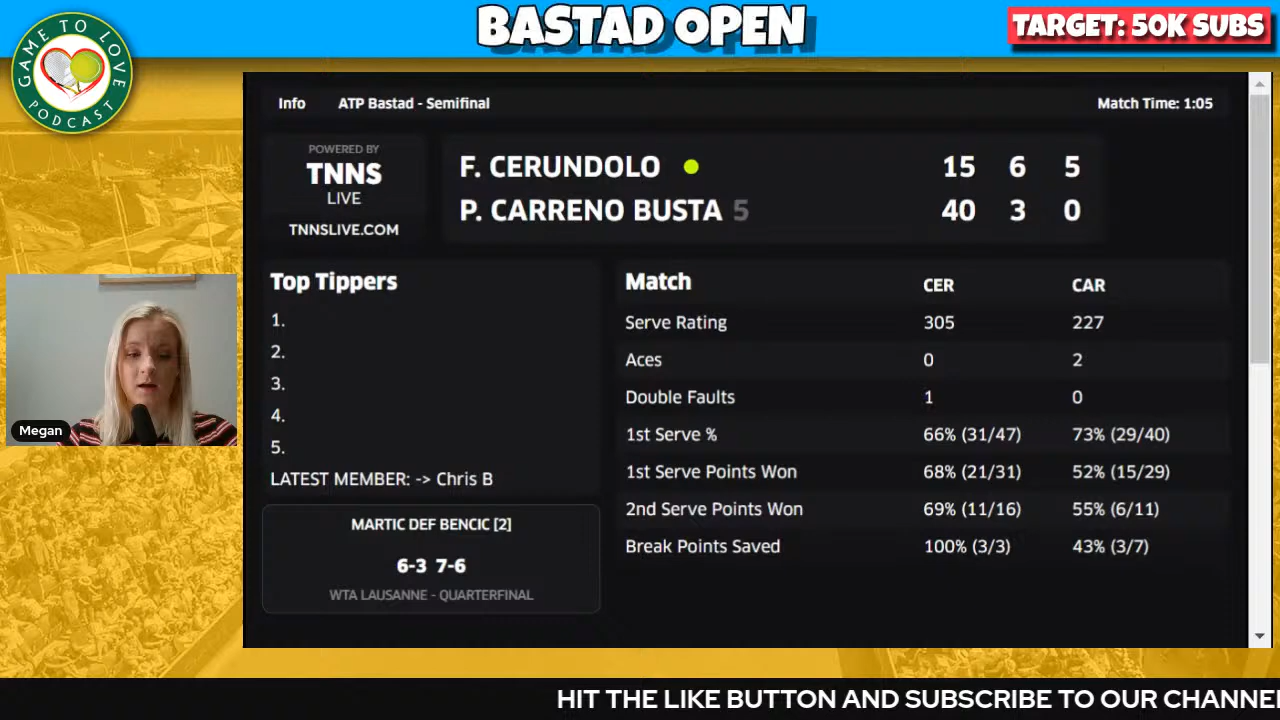 BASTAD OPEN
TARGET: 50K SUBS
GAME TO LOVE
PODCAST
Info ATP Bastad - Semifinal Match Time: 1:05
POWERED BY
TNNS
LIVE
TNNSLIVE.COM
F. CERUNDOLO 15 6 5
P. CARRENO BUSTA 5 40 3 0
Top Tippers
1.
2.
3.
4.
5.
LATEST MEMBER: -> Chris B
MARTIC DEF BENCIC [2]
6-3 7-6
WTA LAUSANNE - QUARTERFINAL
Match CER CAR
Serve Rating 305 227
Aces 0 2
Double Faults 1 0
1st Serve % 66% (31/47) 73% (29/40)
1st Serve Points Won 68% (21/31) 52% (15/29)
2nd Serve Points Won 69% (11/16) 55% (6/11)
Break Points Saved 100% (3/3) 43% (3/7)
Megan
HIT THE LIKE BUTTON AND SUBSCRIBE TO OUR CHANNE